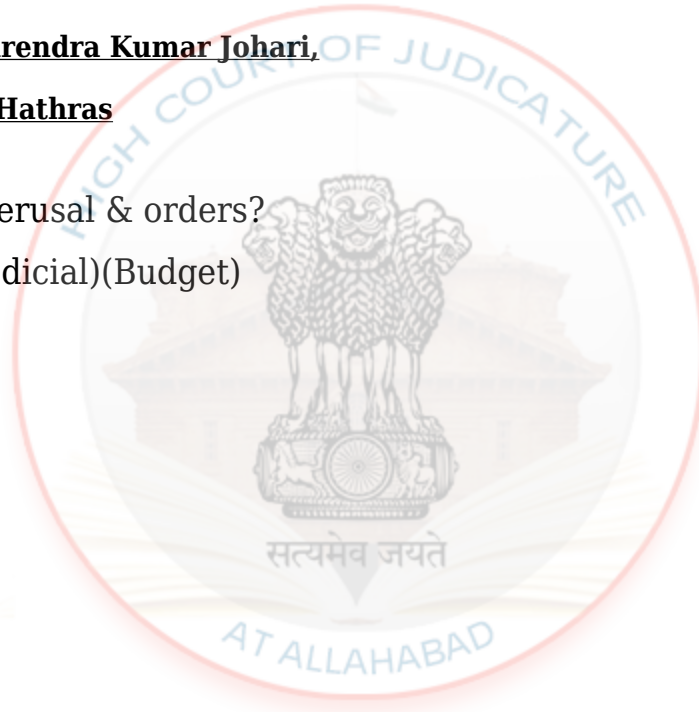 rendra Kumar Johari,
Hathras
erusal & orders?
dicial)(Budget)
HIGH COURT OF JUDICATURE
सत्यमेव जयते
AT ALLAHABAD